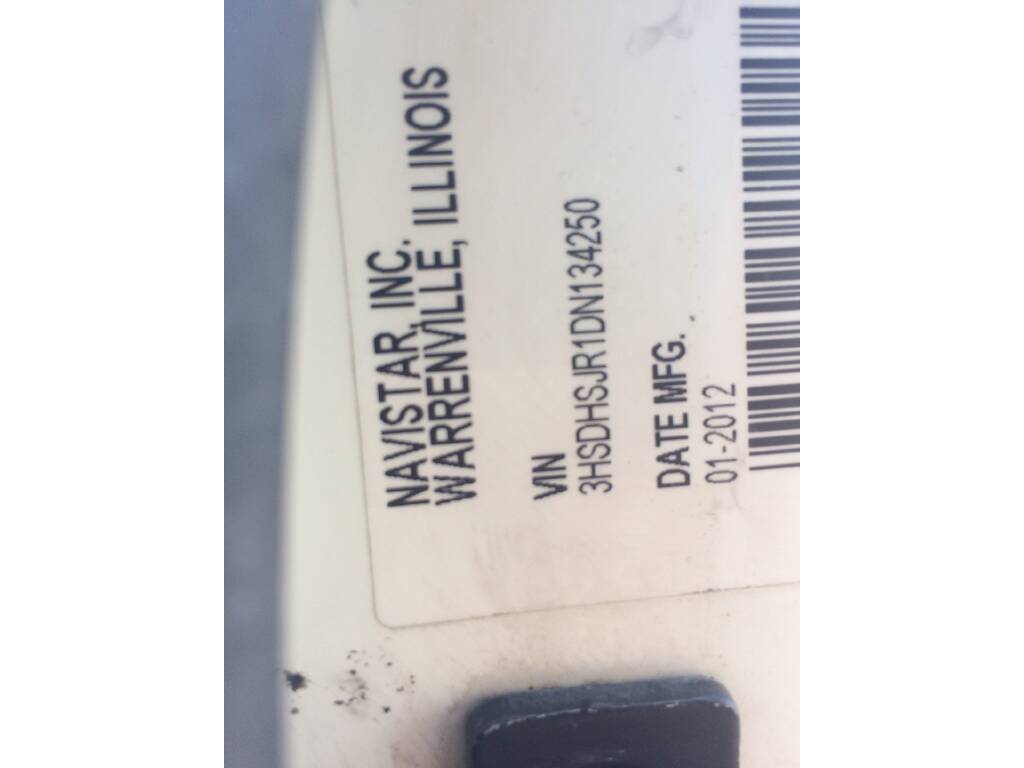 NAVISTAR, INC.
WARRENVILLE, ILLINOIS
VIN
3HSDHSJR1DN134250
DATE MFG.
01-2012